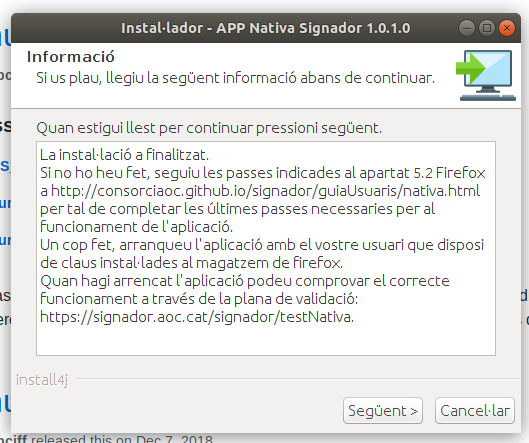 Instal·lador - APP Nativa Signador 1.0.1.0
Informació
Si us plau, llegiu la següent informació abans de continuar.
Quan estigui llest per continuar pressioni següent.
La instal·lació a finalitzat.
Si no ho heu fet, seguiu les passes indicades al apartat 5.2 Firefox
a http://consorciaoc.github.io/signador/guiaUsuaris/nativa.html
per tal de completar les últimes passes necessaries per al
funcionament de l'aplicació.
Un cop fet, arranqueu l'aplicació amb el vostre usuari que disposi
de claus instal·lades al magatzem de firefox.
Quan hagi arrencat l'aplicació podeu comprovar el correcte
funcionament a través de la plana de validació:
https://signador.aoc.cat/signador/testNativa.
install4j
Següent >
Cancel·lar
released this on Dec 7, 2018